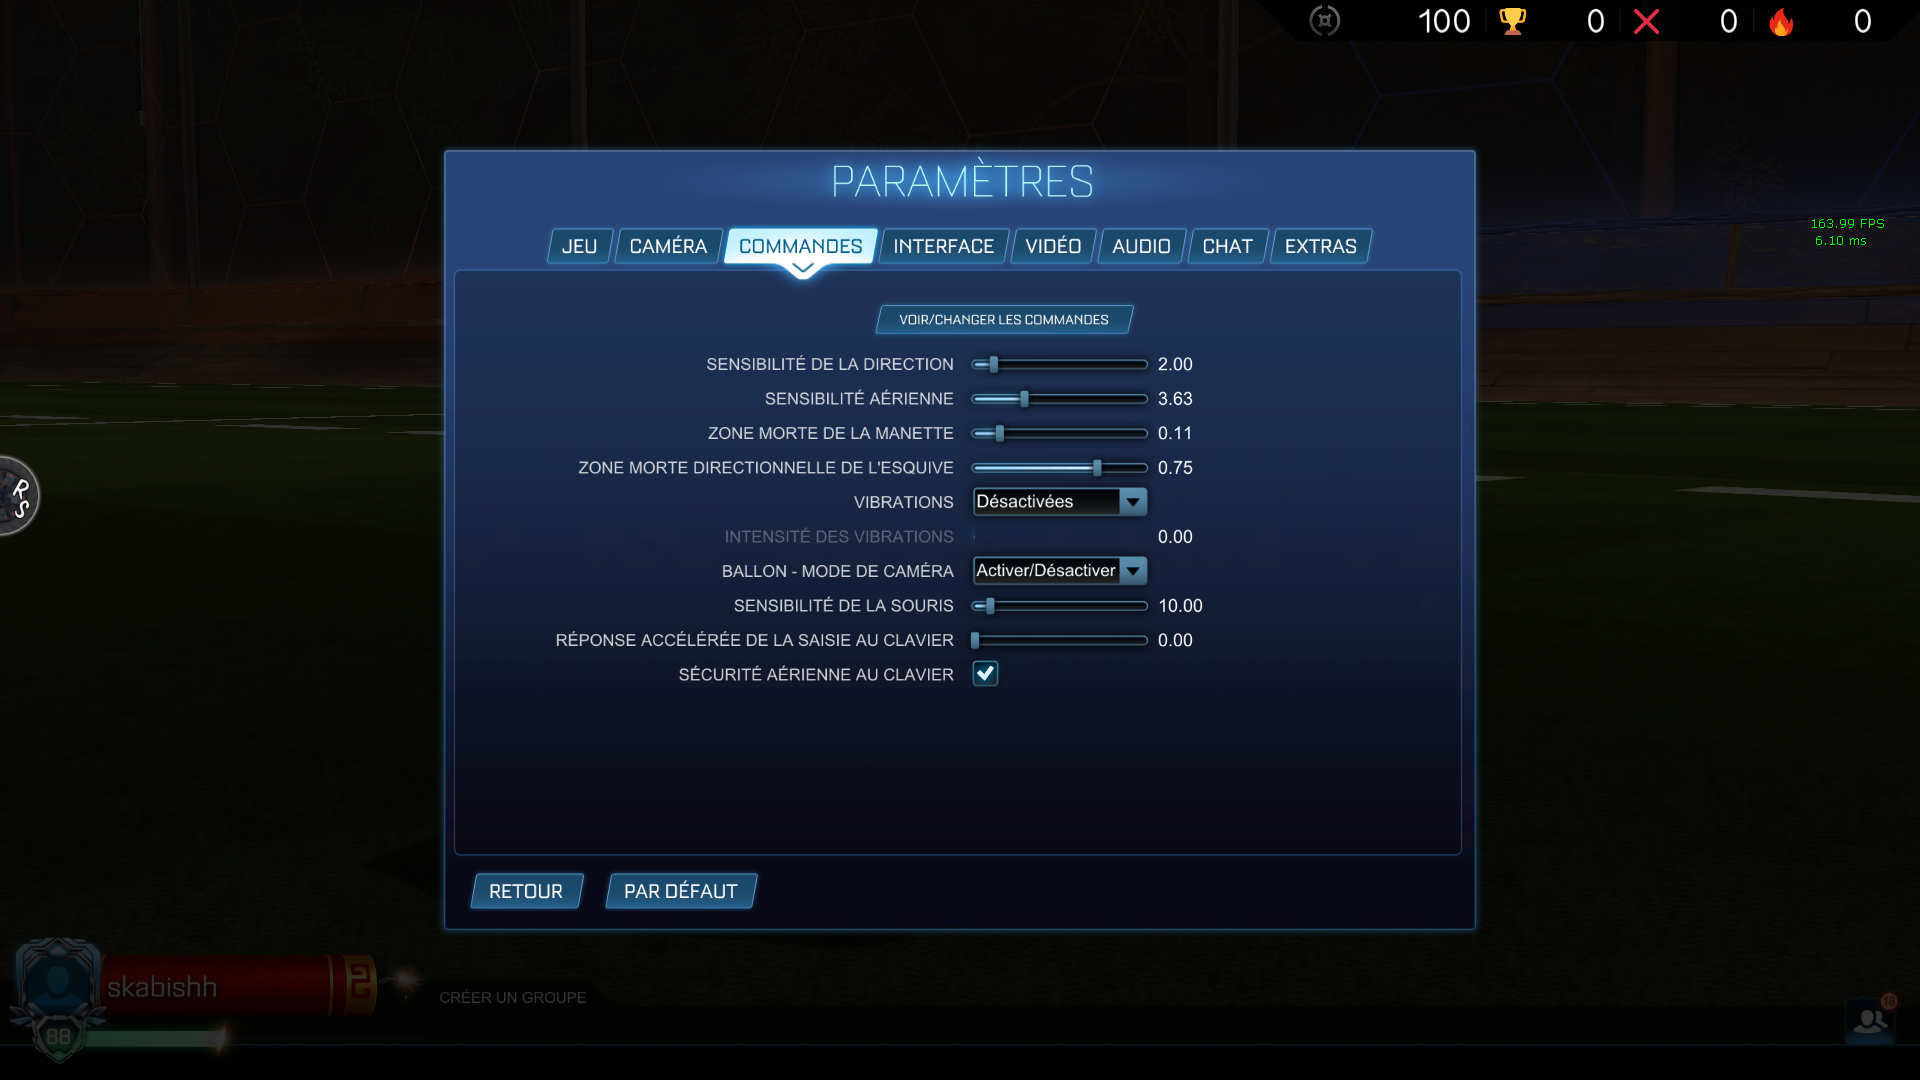 100 0 0 0
PARAMÈTRES
163.99 FPS
6.10 ms
JEU CAMÉRA COMMANDES INTERFACE VIDÉO AUDIO CHAT EXTRAS
VOIR/CHANGER LES COMMANDES
SENSIBILITÉ DE LA DIRECTION 2.00
SENSIBILITÉ AÉRIENNE 3.63
ZONE MORTE DE LA MANETTE 0.11
ZONE MORTE DIRECTIONNELLE DE L'ESQUIVE 0.75
RS
VIBRATIONS Désactivées
INTENSITÉ DES VIBRATIONS 0.00
BALLON - MODE DE CAMÉRA Activer/Désactiver
SENSIBILITÉ DE LA SOURIS 10.00
RÉPONSE ACCÉLÉRÉE DE LA SAISIE AU CLAVIER 0.00
SÉCURITÉ AÉRIENNE AU CLAVIER
RETOUR PAR DÉFAUT
skabishh
CRÉER UN GROUPE
18
88